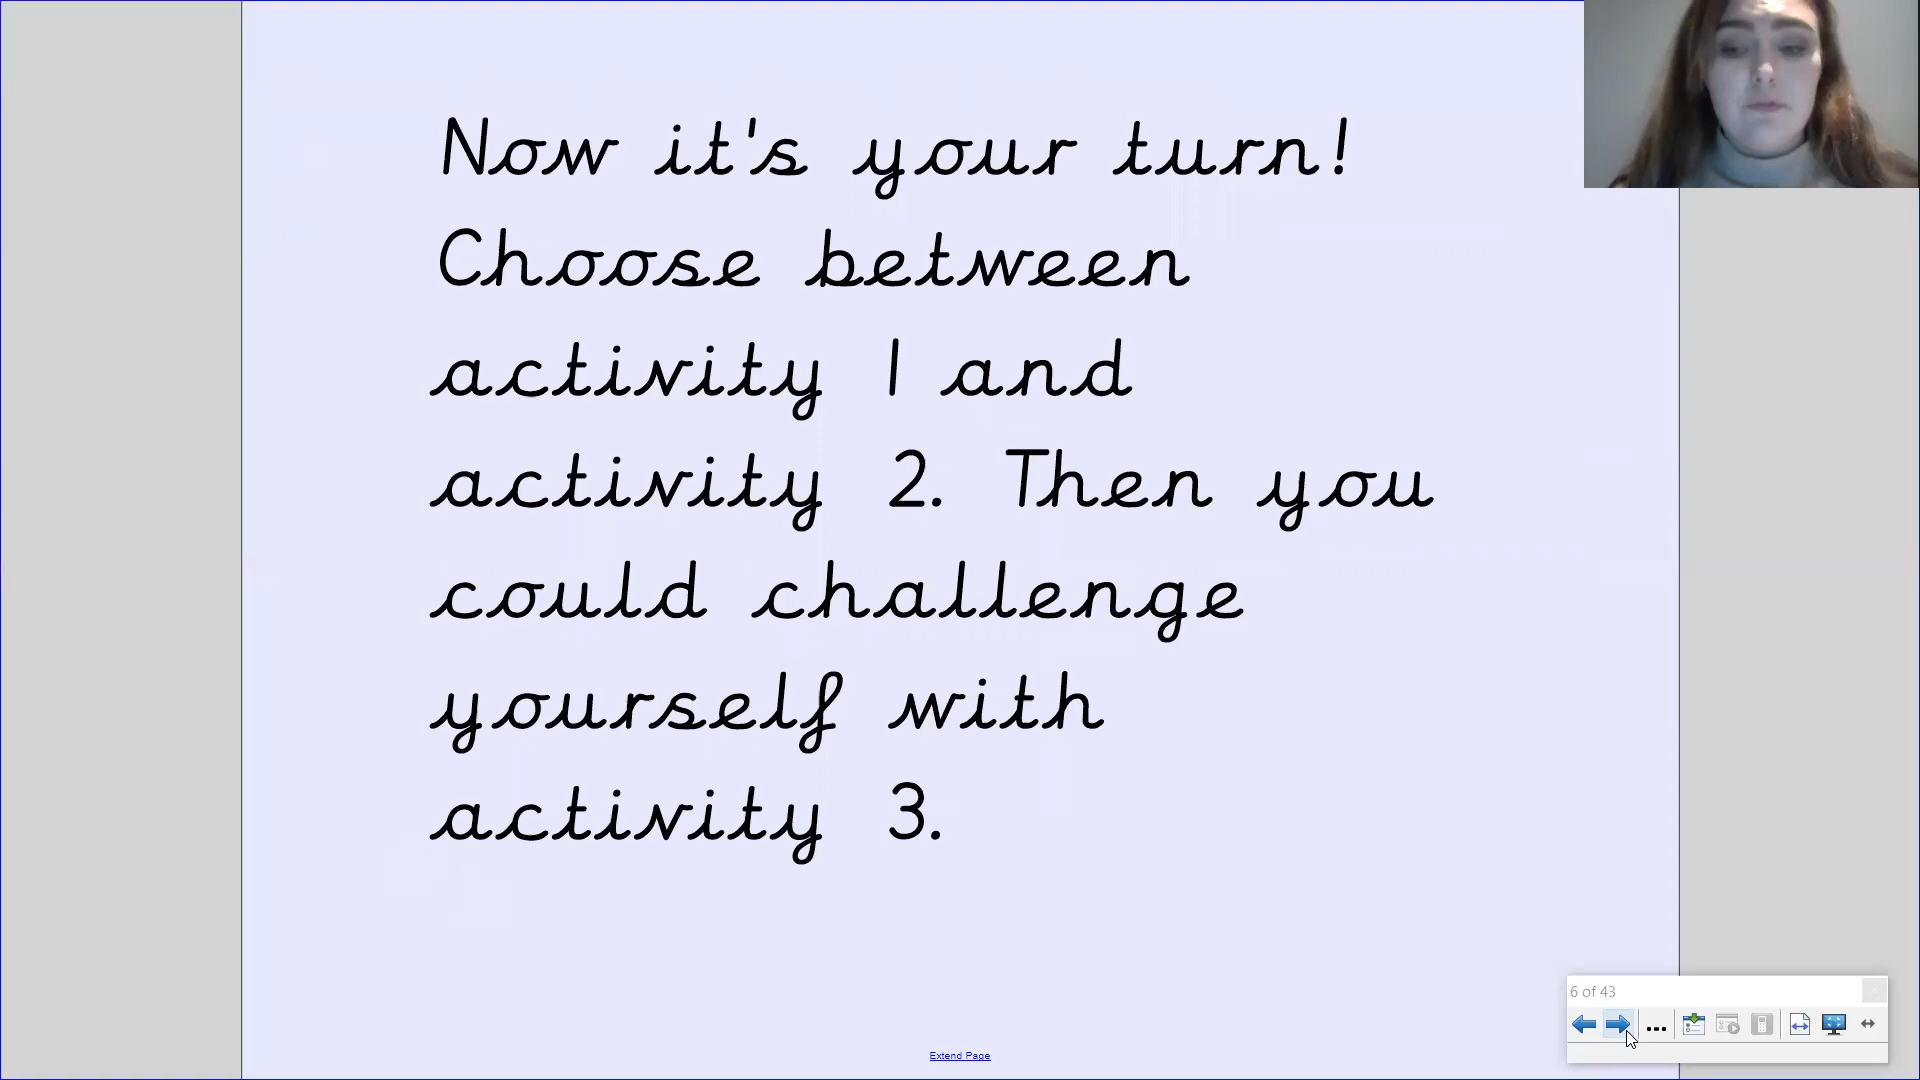 Now it's your turn!
Choose between
activity 1 and
activity 2. Then you
could challenge
yourself with
activity 3.
6 of 43
Extend Page